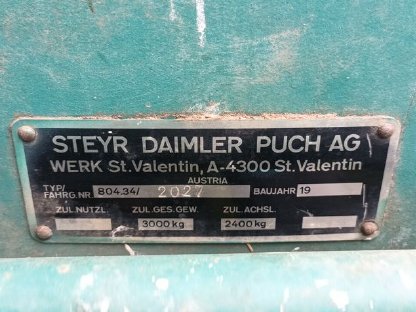 STEYR DAIMLER PUCH AG
WERK St. Valentin, A-4300 St. Valentin
AUSTRIA
TYP/
FAHRG. NR. 804.34/ 2027 BAUJAHR 19
ZUL. NUTZL. ZUL. GES. GEW. ZUL. ACHSL.
3000 kg 2400 kg